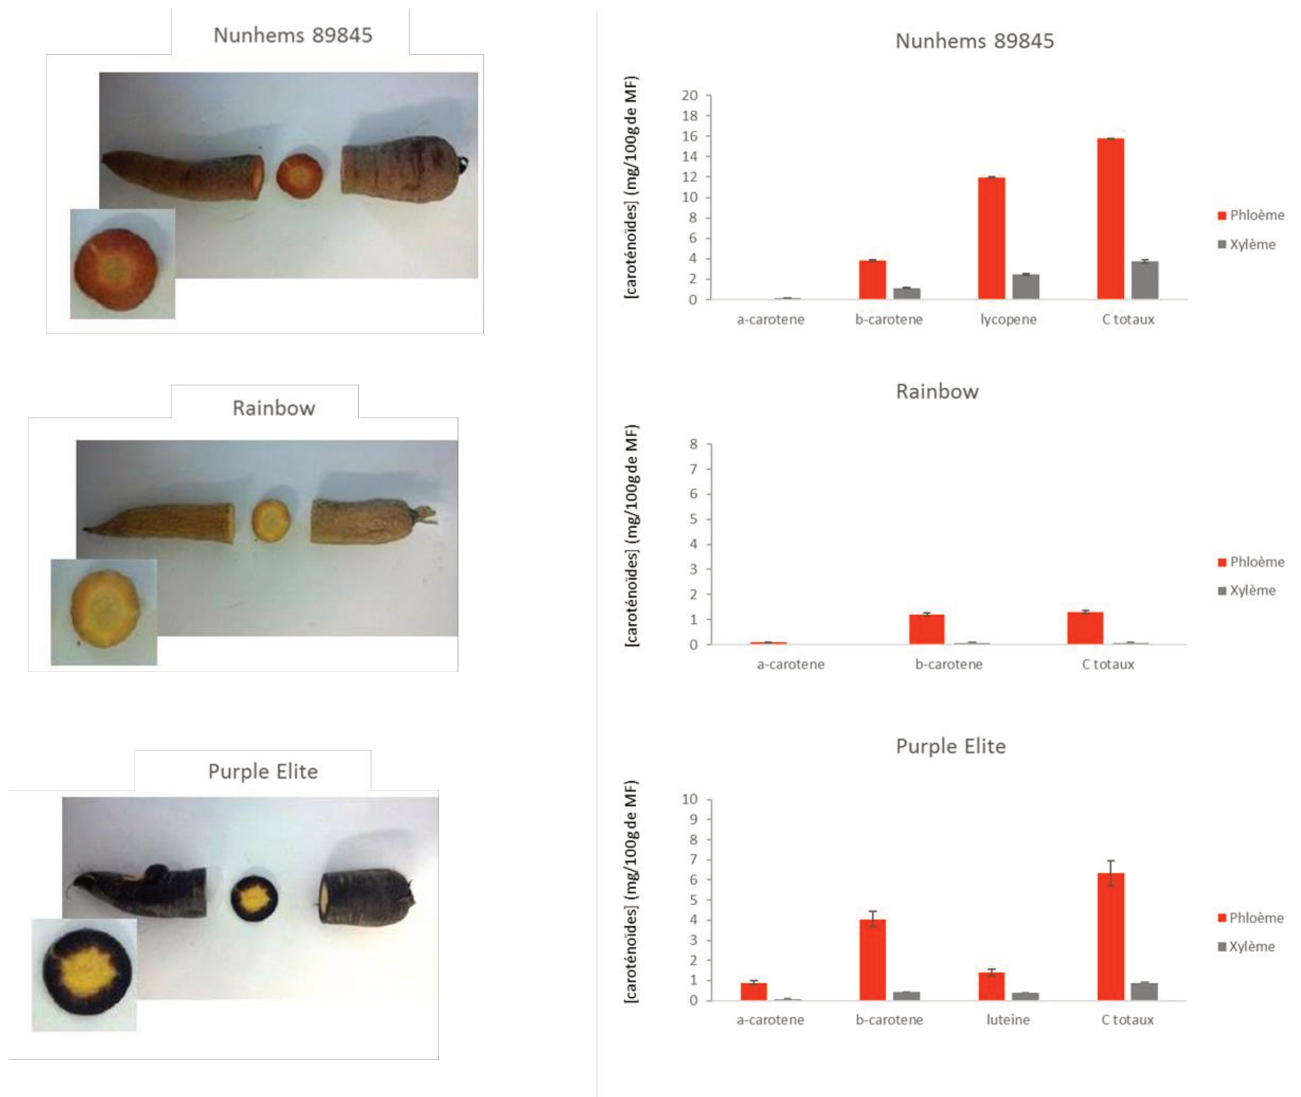 Nunhems 89845
Nunhems 89845
[caroténoïdes] (mg/100g de MF)
20
18
16
14
12
10
8
6
4
2
0
a-carotene b-carotene lycopene C totaux
Phloème
Xylème
Rainbow
Rainbow
[caroténoïdes] (mg/100g de MF)
8
7
6
5
4
3
2
1
0
a-carotene b-carotene C totaux
Phloème
Xylème
Purple Elite
Purple Elite
[caroténoïdes] (mg/100g de MF)
10
9
8
7
6
5
4
3
2
1
0
a-carotene b-carotene luteine C totaux
Phloème
Xylème